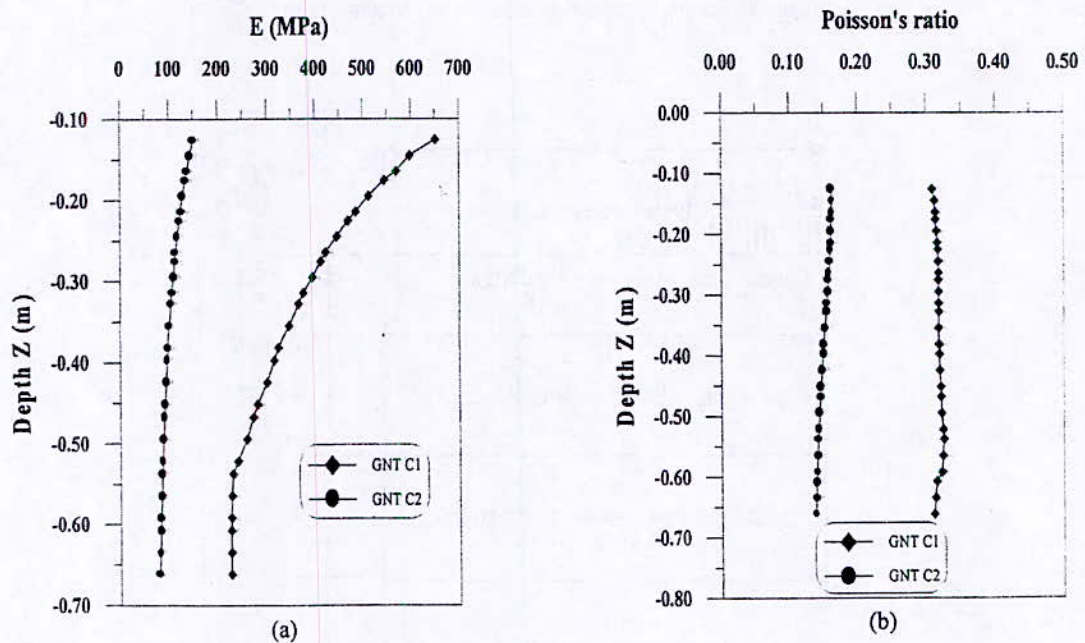 E (MPa)
0 100 200 300 400 500 600 700
-0.10
-0.20
-0.30
-0.40
-0.50
-0.60
-0.70
Depth Z (m)
GNT C1
GNT C2
(a)
Poisson's ratio
0.00 0.10 0.20 0.30 0.40 0.50
0.00
-0.10
-0.20
-0.30
-0.40
-0.50
-0.60
-0.70
-0.80
Depth Z (m)
GNT C1
GNT C2
(b)